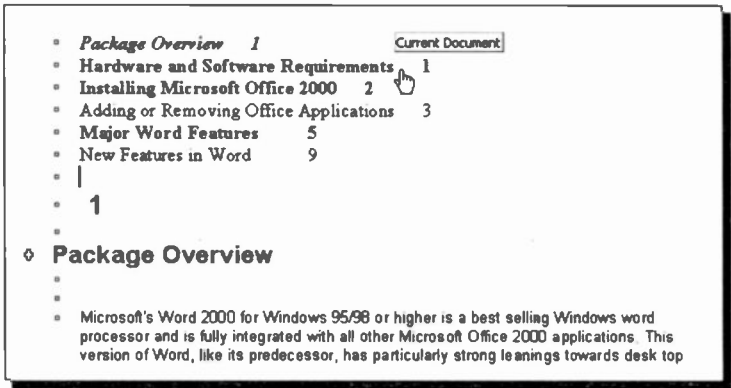 Package Overview 1
Current Document
Hardware and Software Requirements 1
Installing Microsoft Office 2000 2
Adding or Removing Office Applications 3
Major Word Features 5
New Features in Word 9
1
Package Overview
Microsoft's Word 2000 for Windows 95/98 or higher is a best selling Windows word
processor and is fully integrated with all other Microsoft Office 2000 applications. This
version of Word, like its predecessor, has particularly strong leanings towards desk top